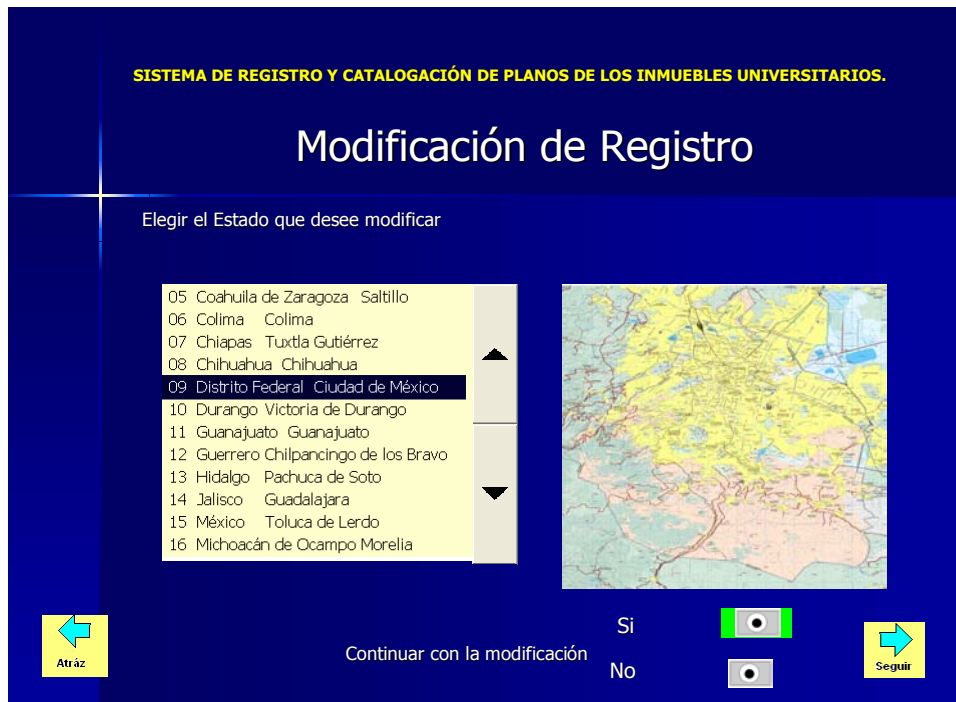 SISTEMA DE REGISTRO Y CATALOGACIÓN DE PLANOS DE LOS INMUEBLES UNIVERSITARIOS.
Modificación de Registro
Elegir el Estado que desee modificar
05 Coahuila de Zaragoza Saltillo
06 Colima Colima
07 Chiapas Tuxtla Gutiérrez
08 Chihuahua Chihuahua
09 Distrito Federal Ciudad de México
10 Durango Victoria de Durango
11 Guanajuato Guanajuato
12 Guerrero Chilpancingo de los Bravo
13 Hidalgo Pachuca de Soto
14 Jalisco Guadalajara
15 México Toluca de Lerdo
16 Michoacán de Ocampo Morelia
Si
Continuar con la modificación
No
Atráz
Seguir